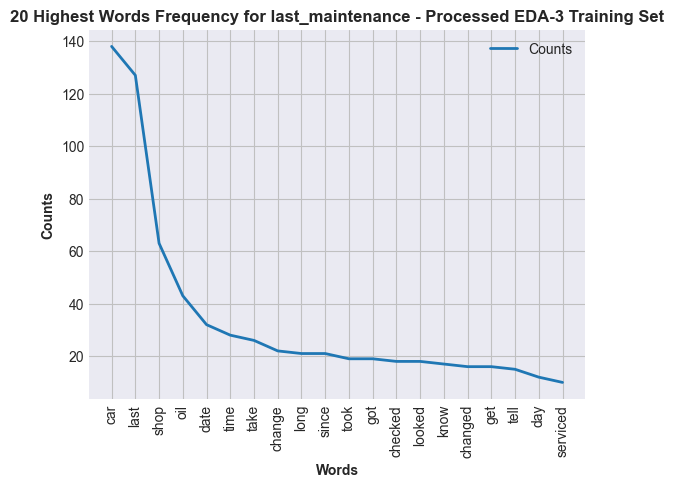 20 Highest Words Frequency for last_maintenance - Processed EDA-3 Training Set
Counts
140
120
100
80
60
40
20
Counts
car
last
shop
oil
date
time
take
change
long
since
took
got
checked
looked
know
changed
get
tell
day
serviced
Words